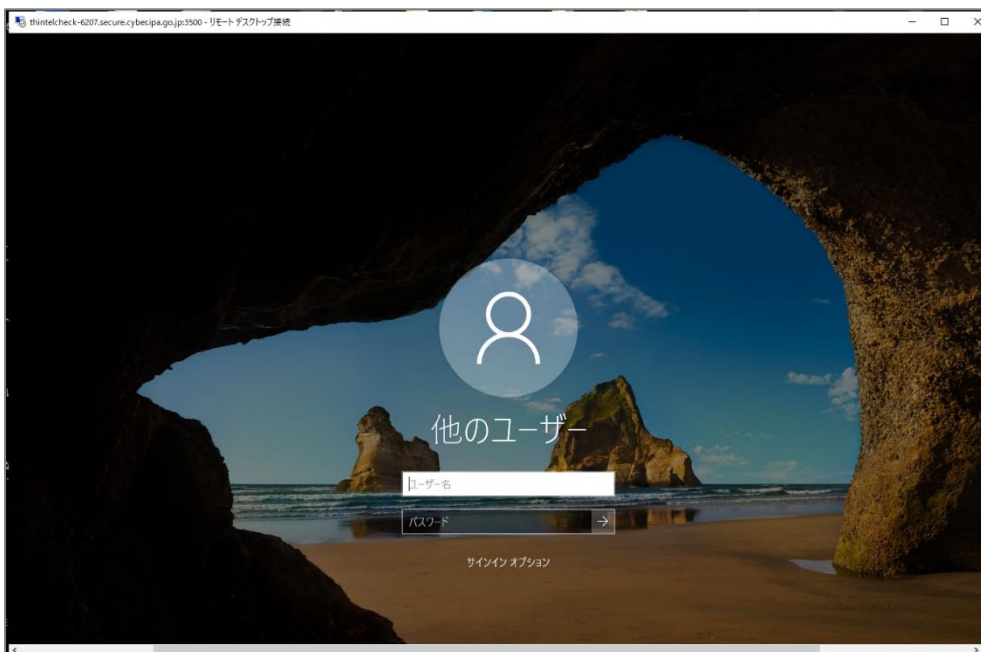 thintelcheck-6207.secure.cyber.ipa.go.jp:3500 - リモート デスクトップ接続
他のユーザー
ユーザー名
パスワード
サインイン オプション